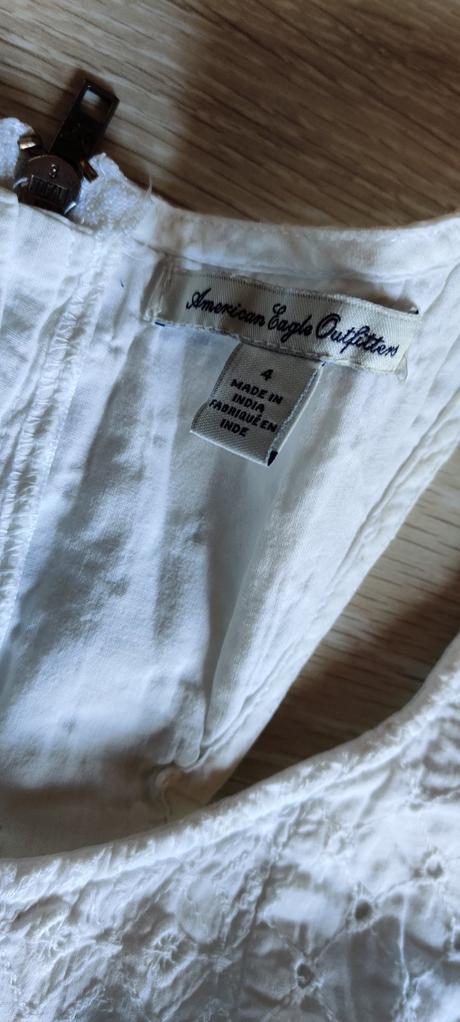 American Eagle Outfitters
4
MADE IN
INDIA
FABRIQUÉ EN
INDE